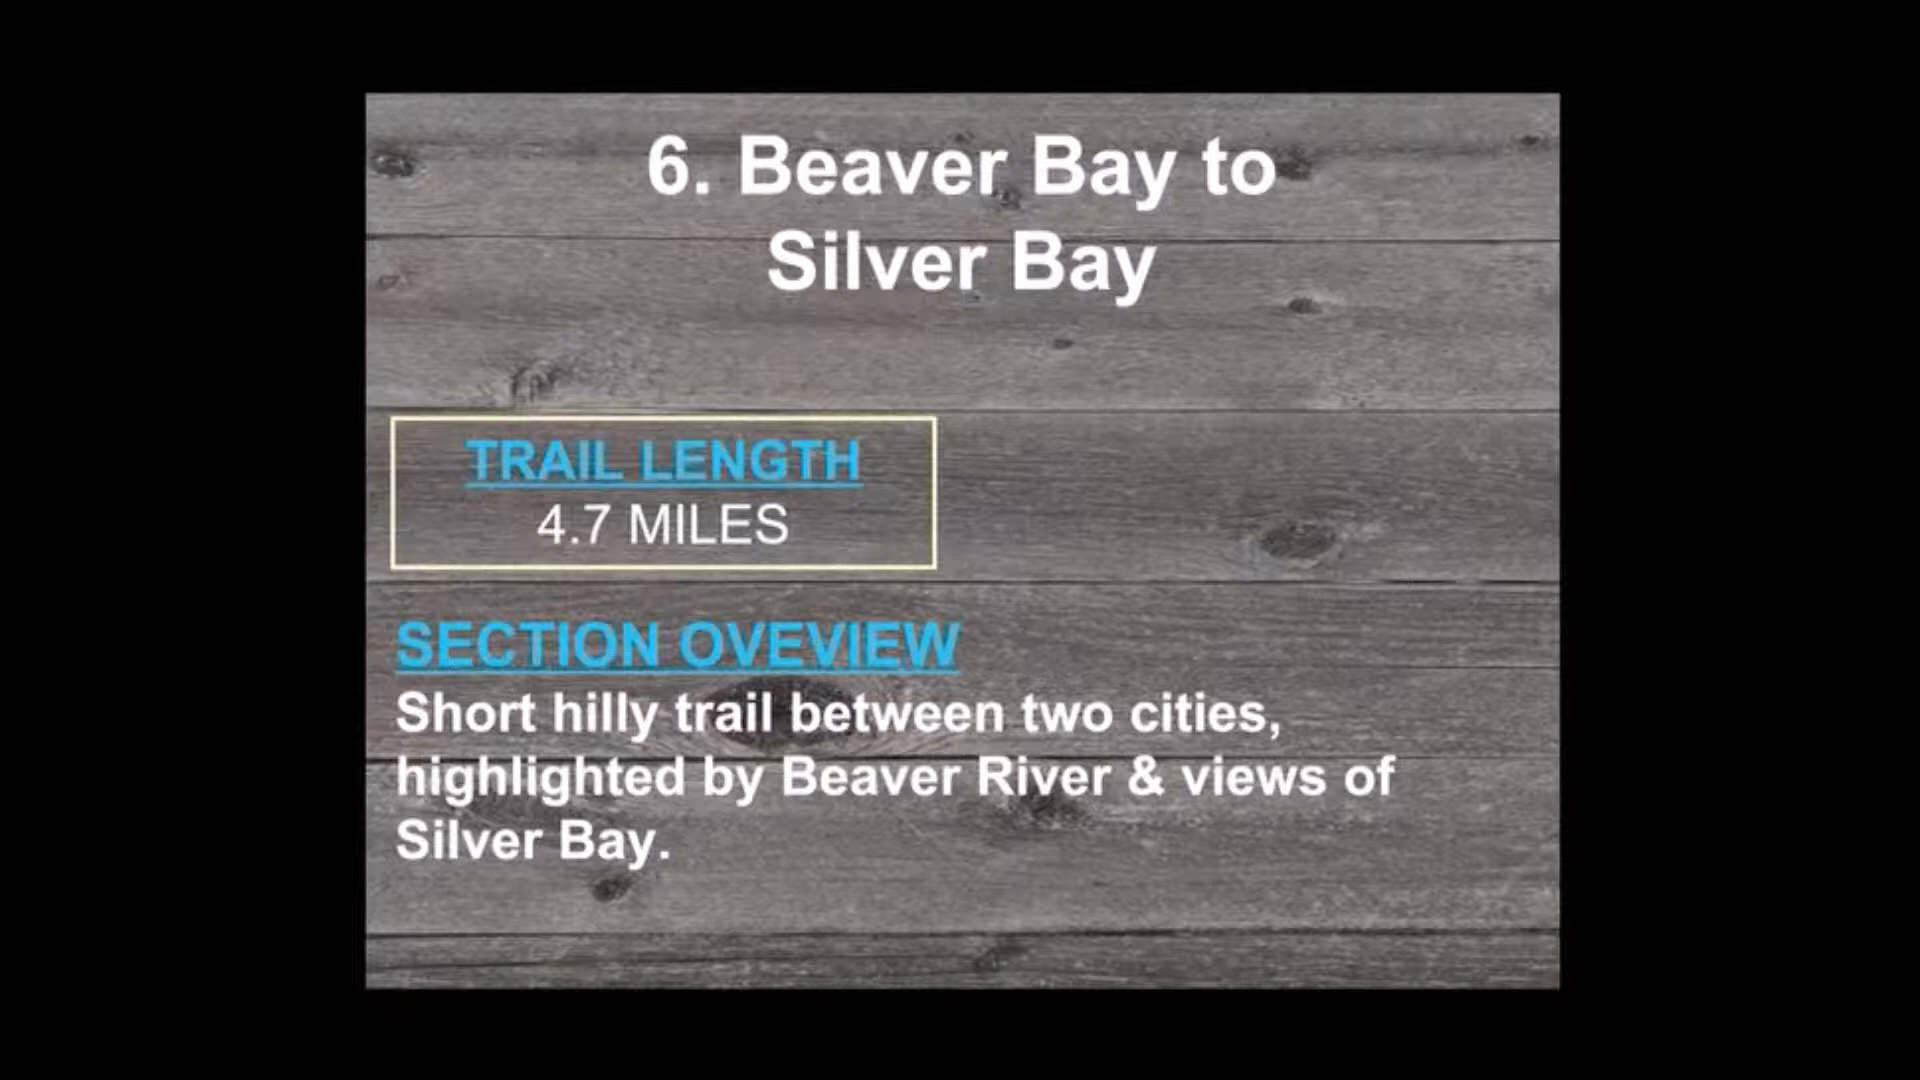 6. Beaver Bay to
Silver Bay
TRAIL LENGTH
4.7 MILES
SECTION OVEVIEW
Short hilly trail between two cities,
highlighted by Beaver River & views of
Silver Bay.